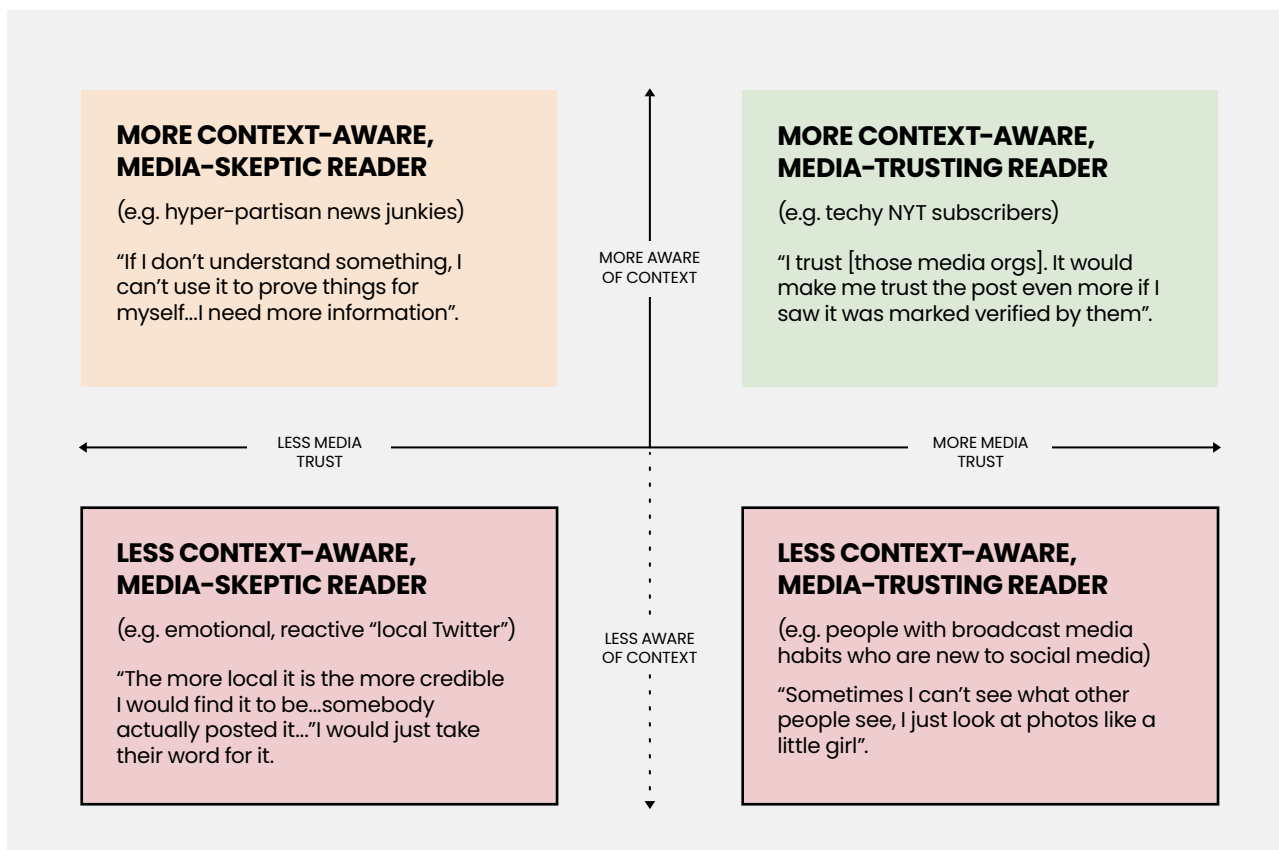 MORE CONTEXT-AWARE,
MEDIA-SKEPTIC READER
(e.g. hyper-partisan news junkies)
“If I don’t understand something, I
can’t use it to prove things for
myself...I need more information”.
MORE AWARE
OF CONTEXT
MORE CONTEXT-AWARE,
MEDIA-TRUSTING READER
(e.g. techy NYT subscribers)
“I trust [those media orgs]. It would
make me trust the post even more if I
saw it was marked verified by them”.
LESS MEDIA
TRUST
MORE MEDIA
TRUST
LESS CONTEXT-AWARE,
MEDIA-SKEPTIC READER
(e.g. emotional, reactive “local Twitter”)
“The more local it is the more credible
I would find it to be...somebody
actually posted it...”I would just take
their word for it.
LESS AWARE
OF CONTEXT
LESS CONTEXT-AWARE,
MEDIA-TRUSTING READER
(e.g. people with broadcast media
habits who are new to social media)
“Sometimes I can’t see what other
people see, I just look at photos like a
little girl”.